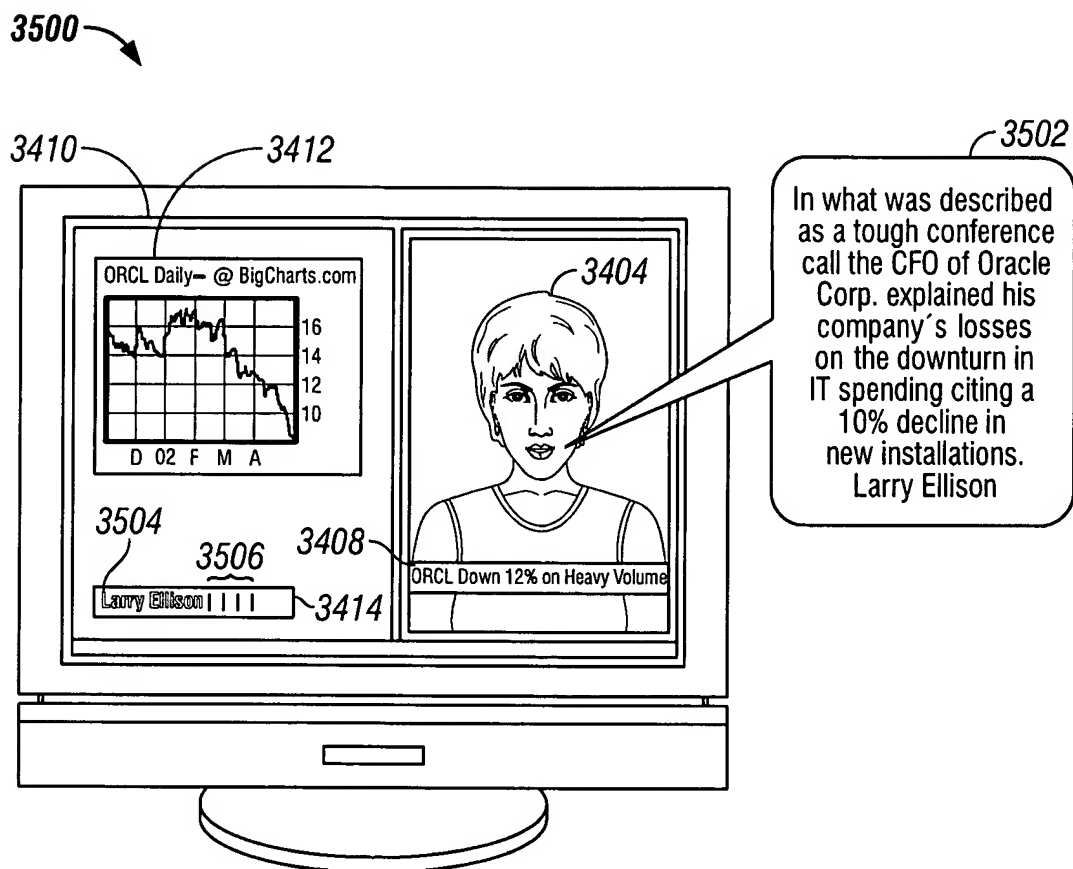 3500
3410
3412
3502
In what was described
as a tough conference
call the CFO of Oracle
Corp. explained his
company´s losses
on the downturn in
IT spending citing a
10% decline in
new installations.
Larry Ellison
ORCL Daily– @ BigCharts.com
16
14
12
10
D 02 F M A
3404
3504
3506
3408
ORCL Down 12% on Heavy Volume
Larry Ellison
3414